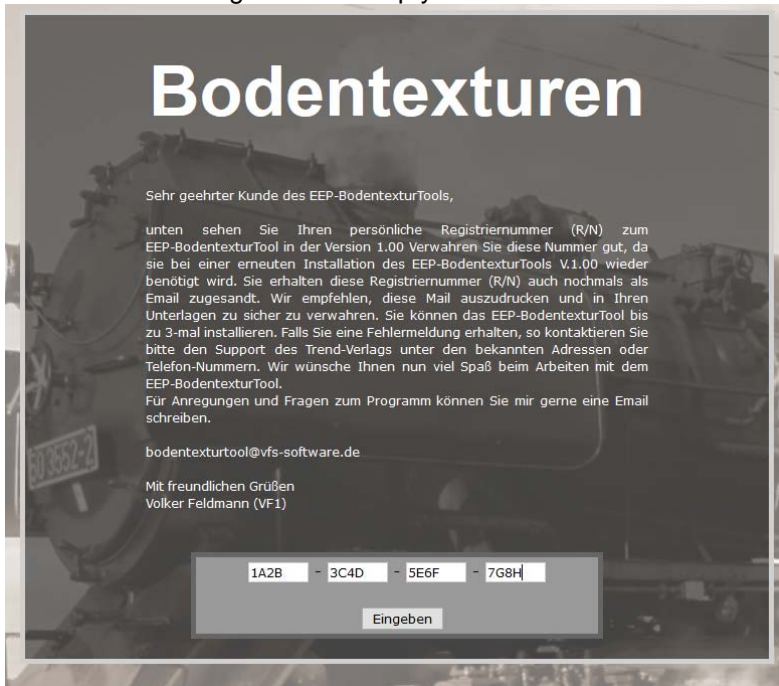 Bodentexturen
Sehr geehrter Kunde des EEP-BodentexturTools,
unten sehen Sie Ihren persönliche Registriernummer (R/N) zum
EEP-BodentexturTool in der Version 1.00 Verwahren Sie diese Nummer gut, da
sie bei einer erneuten Installation des EEP-BodentexturTools V.1.00 wieder
benötigt wird. Sie erhalten diese Registriernummer (R/N) auch nochmals als
Email zugesandt. Wir empfehlen, diese Mail auszudrucken und in Ihren
Unterlagen zu sicher zu verwahren. Sie können das EEP-BodentexturTool bis
zu 3-mal installieren. Falls Sie eine Fehlermeldung erhalten, so kontaktieren Sie
bitte den Support des Trend-Verlags unter den bekannten Adressen oder
Telefon-Nummern. Wir wünsche Ihnen nun viel Spaß beim Arbeiten mit dem
EEP-BodentexturTool.
Für Anregungen und Fragen zum Programm können Sie mir gerne eine Email
schreiben.
bodentexturtool@vfs-software.de
Mit freundlichen Grüßen
Volker Feldmann (VF1)
50 3552-2
1A2B - 3C4D - 5E6F - 7G8H
Eingeben